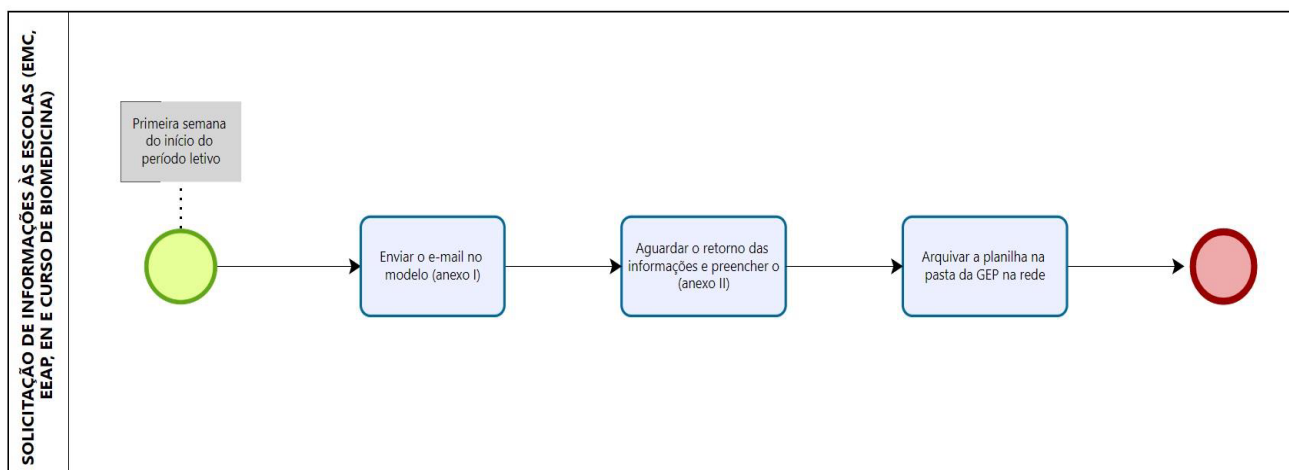 SOLICITAÇÃO DE INFORMAÇÕES ÀS ESCOLAS (EMC,
EEAP, EN E CURSO DE BIOMEDICINA)
Primeira semana
do início do
período letivo
Enviar o e-mail no
modelo (anexo I)
Aguardar o retorno das
informações e preencher o
(anexo II)
Arquivar a planilha na
pasta da GEP na rede